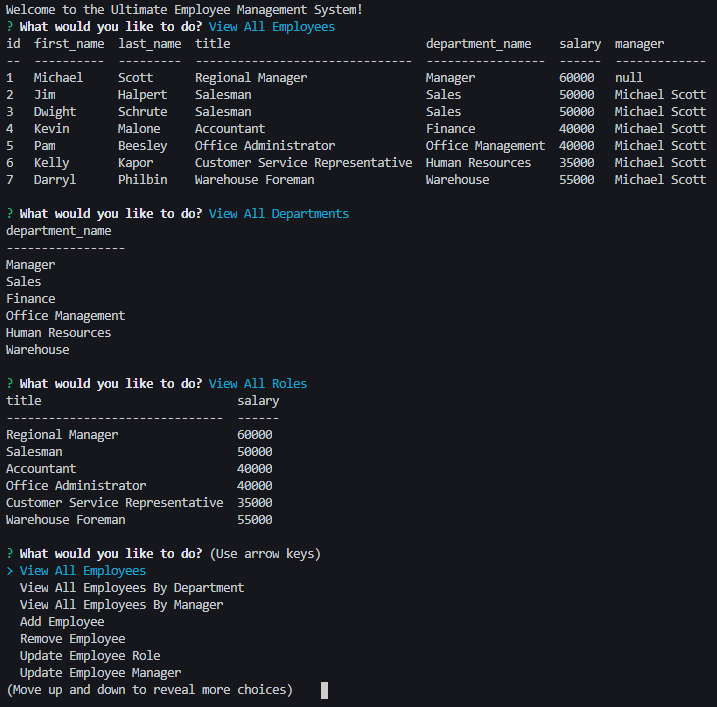 Welcome to the Ultimate Employee Management System!
? What would you like to do? View All Employees
id  first_name  last_name  title                            department_name    salary  manager
--  ----------  ---------  -------------------------------  -----------------  ------  -------------
1   Michael     Scott      Regional Manager                 Manager            60000   null
2   Jim         Halpert    Salesman                         Sales              50000   Michael Scott
3   Dwight      Schrute    Salesman                         Sales              50000   Michael Scott
4   Kevin       Malone     Accountant                       Finance            40000   Michael Scott
5   Pam         Beesley    Office Administrator             Office Management  40000   Michael Scott
6   Kelly       Kapor      Customer Service Representative  Human Resources    35000   Michael Scott
7   Darryl      Philbin    Warehouse Foreman                Warehouse          55000   Michael Scott
? What would you like to do? View All Departments
department_name
-----------------
Manager
Sales
Finance
Office Management
Human Resources
Warehouse
? What would you like to do? View All Roles
title                            salary
-------------------------------  ------
Regional Manager                 60000
Salesman                         50000
Accountant                       40000
Office Administrator             40000
Customer Service Representative  35000
Warehouse Foreman                55000
? What would you like to do? (Use arrow keys)
> View All Employees
  View All Employees By Department
  View All Employees By Manager
  Add Employee
  Remove Employee
  Update Employee Role
  Update Employee Manager
(Move up and down to reveal more choices)